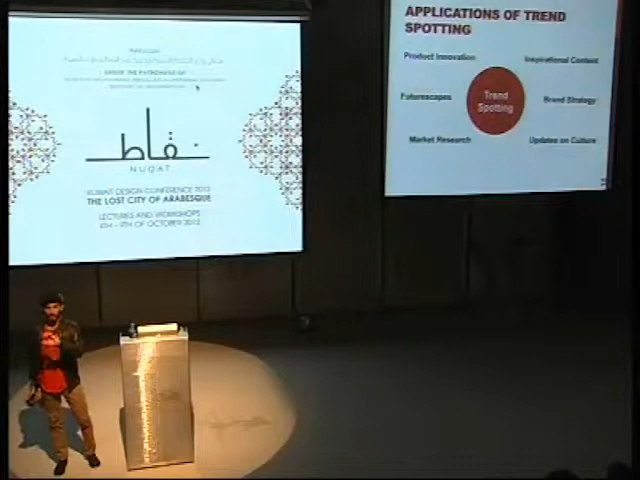 UNDER THE PATRONAGE OF
نقاط
NUQAT
KUWAIT DESIGN CONFERENCE 2012
THE LOST CITY OF ARABESQUE
LECTURES AND WORKSHOPS
OF OCTOBER 2012
APPLICATIONS OF TREND
SPOTTING
Product Innovation
Inspirational Content
Futurescapes
Trend
Spotting
Brand Strategy
Market Research
Updates on Culture